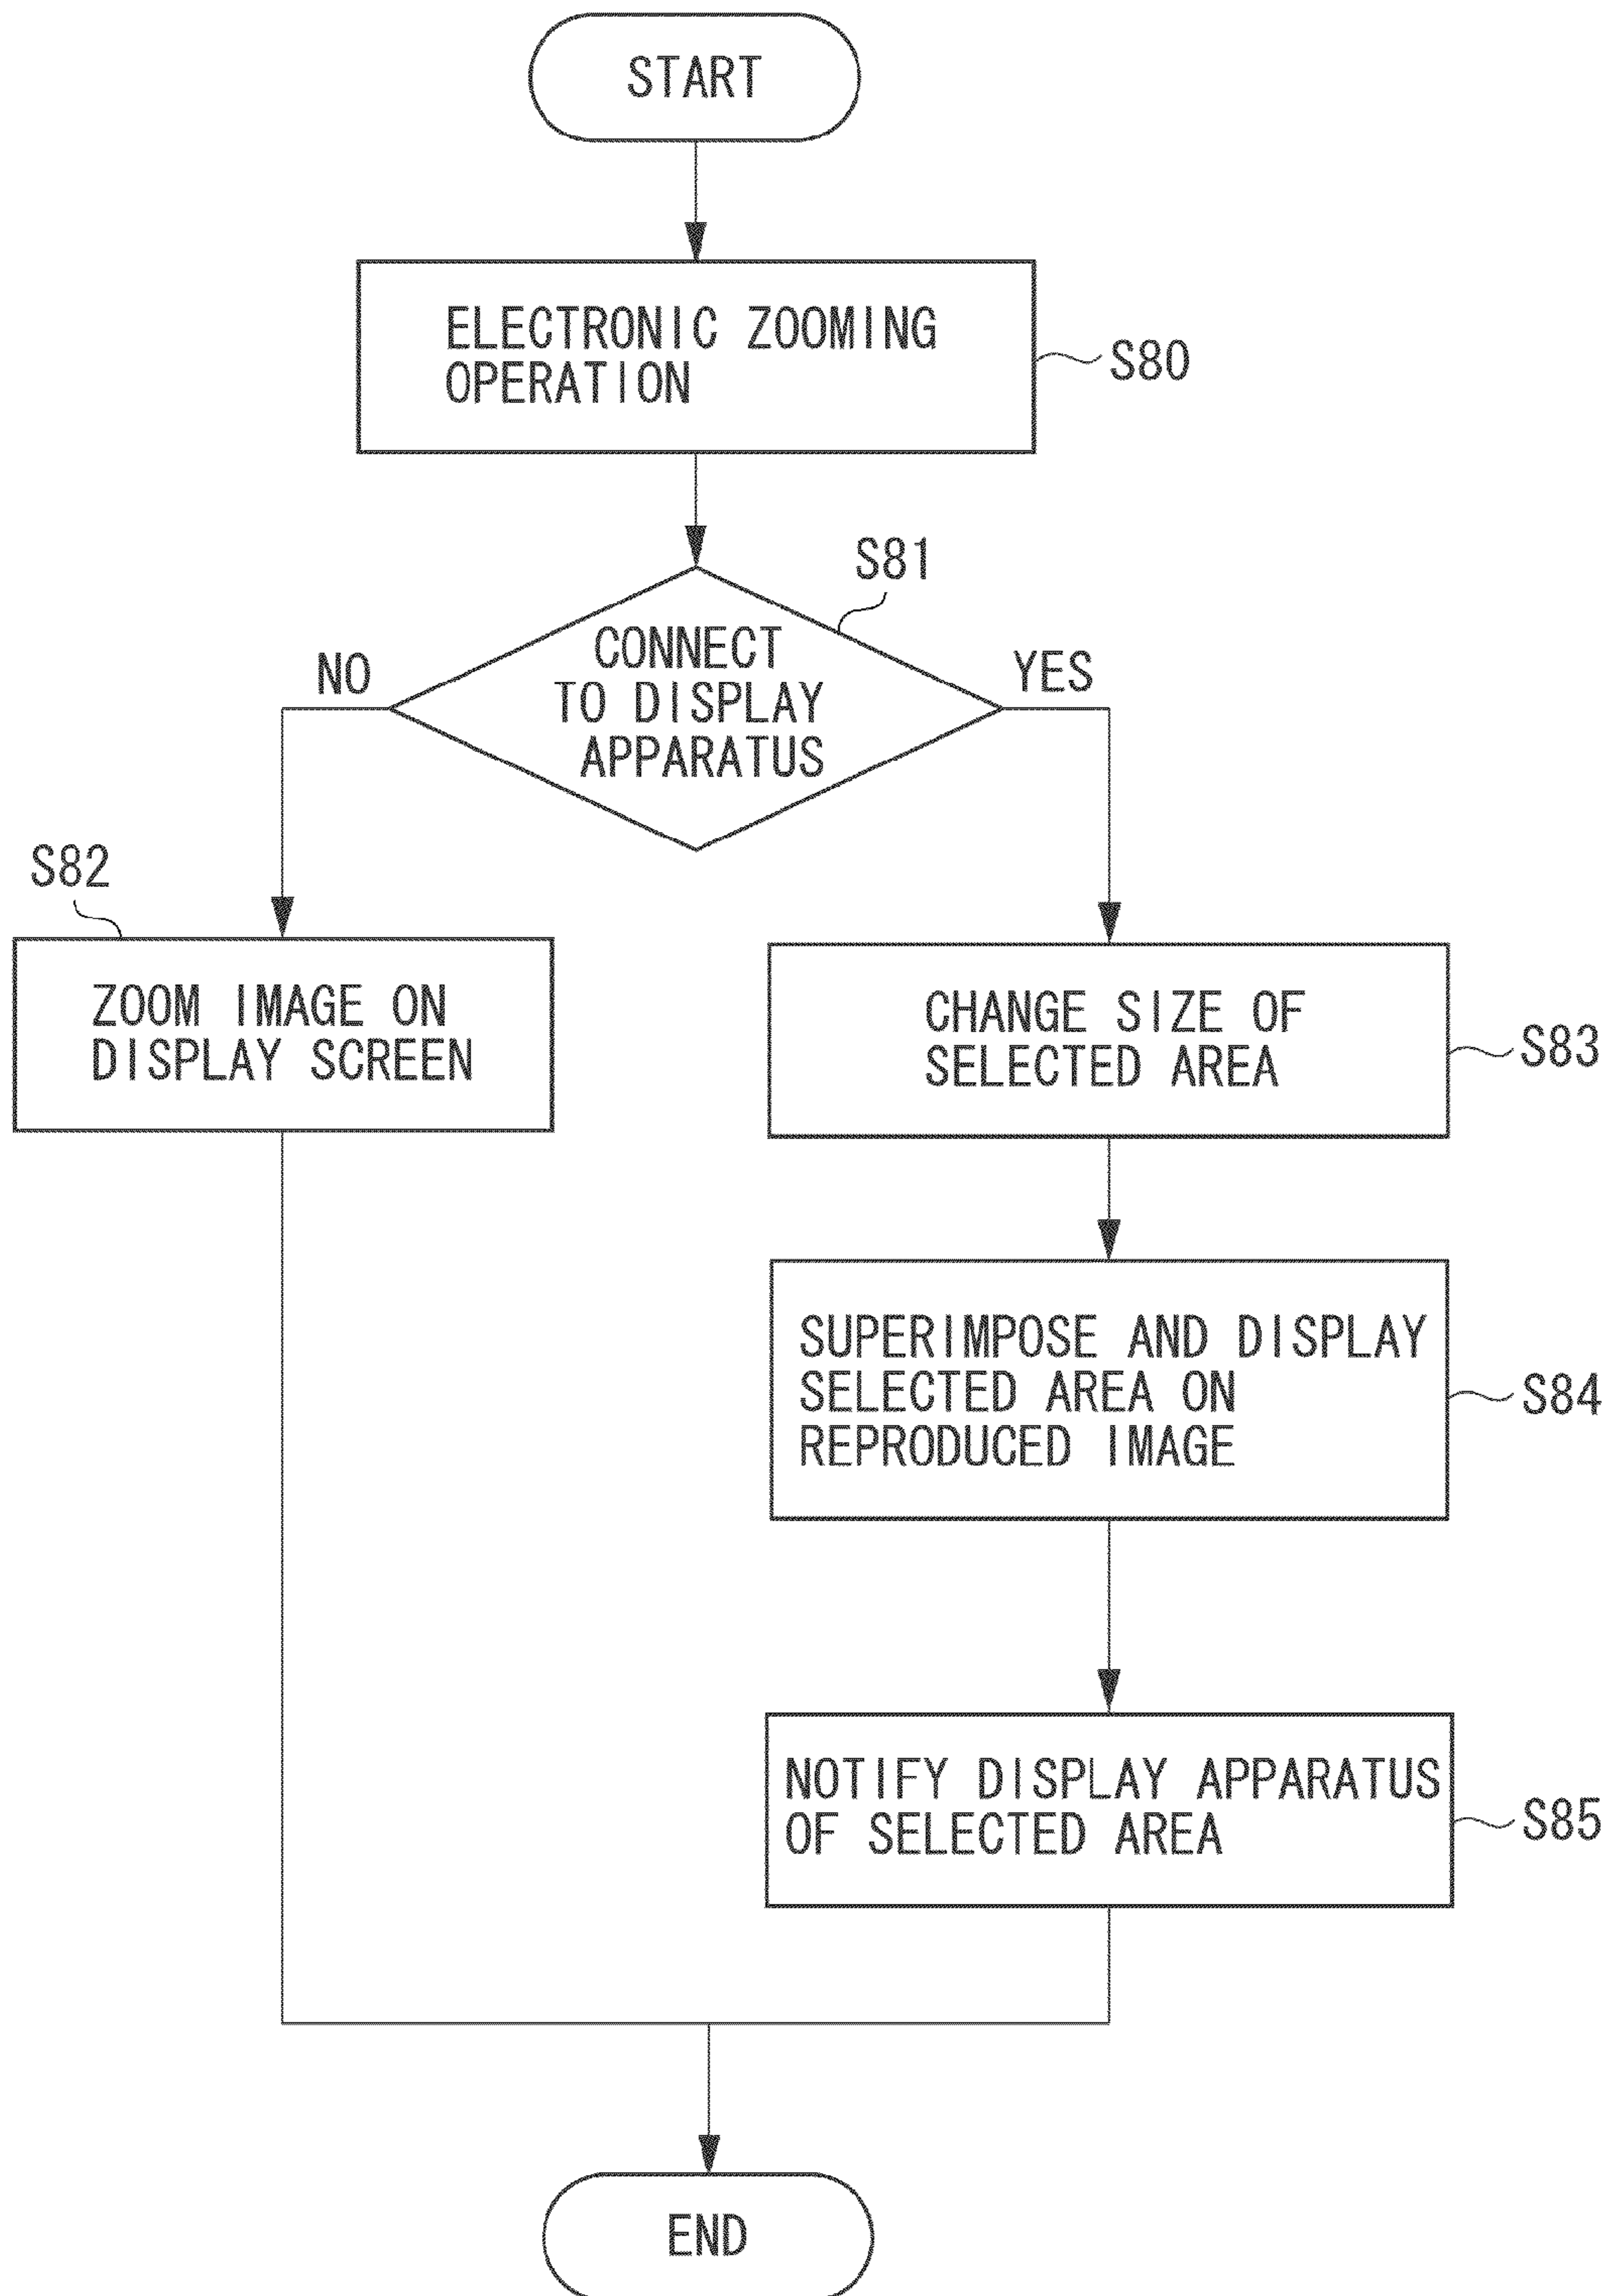 START
ELECTRONIC ZOOMING
OPERATION
S80
S81
CONNECT
TO DISPLAY
APPARATUS
NO
YES
S82
ZOOM IMAGE ON
DISPLAY SCREEN
CHANGE SIZE OF
SELECTED AREA
S83
SUPERIMPOSE AND DISPLAY
SELECTED AREA ON
REPRODUCED IMAGE
S84
NOTIFY DISPLAY APPARATUS
OF SELECTED AREA
S85
END